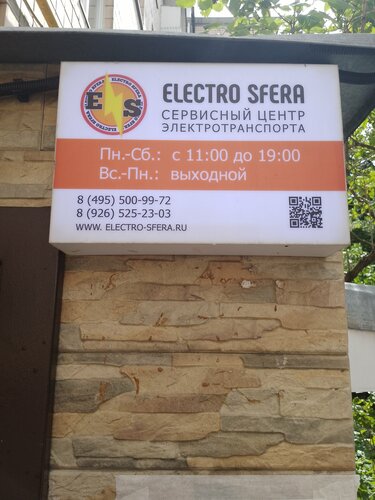 ES
ELECTRO SFERA
СЕРВИСНЫЙ ЦЕНТР
ЭЛЕКТРОТРАНСПОРТА
Пн.-Сб.: с 11:00 до 19:00
Вс.-Пн.: выходной
8 (495) 500-99-72
8 (926) 525-23-03
WWW. ELECTRO-SFERA.RU